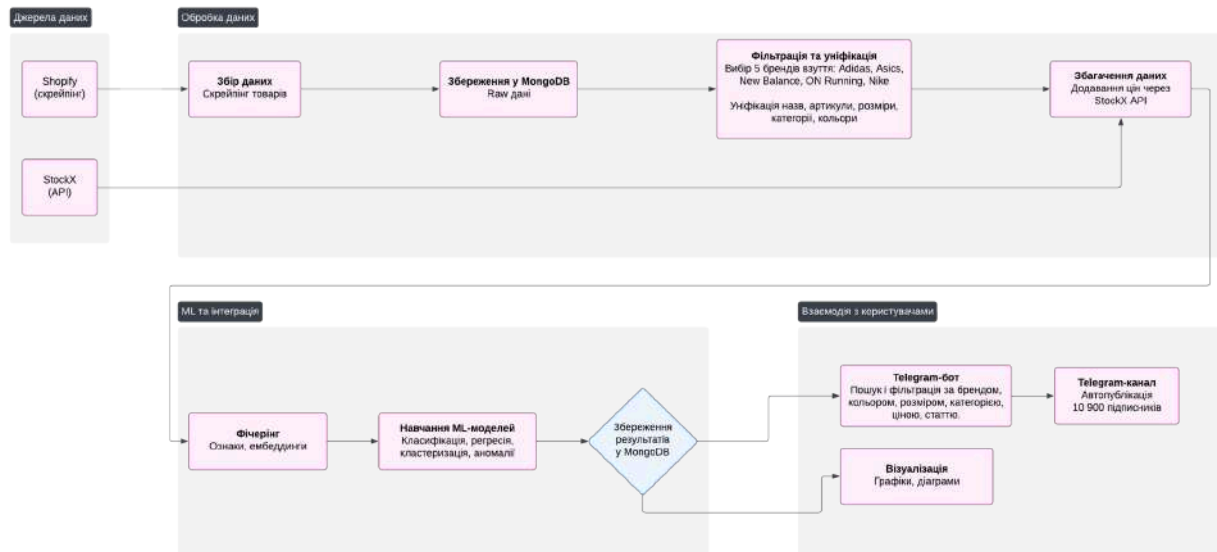 Джерела даних
Обробка даних
Shopify
(скрейпінг)
StockX
(API)
Збір даних
Скрейпінг товарів
Збереження у MongoDB
Raw дані
Фільтрація та уніфікація
Вибір 5 брендів взуття: Adidas, Asics,
New Balance, ON Running, Nike
Уніфікація назв, артикули, розміри,
категорії, кольори
Збагачення даних
Додавання цін через
StockX API
ML та інтеграція
Взаємодія з користувачами
Фічерінг
Ознаки, ембеддинги
Навчання ML-моделей
Класифікація, регресія,
кластеризація, аномалії
Збереження
результатів
у MongoDB
Telegram-бот
Пошук і фільтрація за брендом,
кольором, розміром, категорією,
ціною, статтю.
Telegram-канал
Автопублікація
10 900 підписників
Візуалізація
Графіки, діаграми